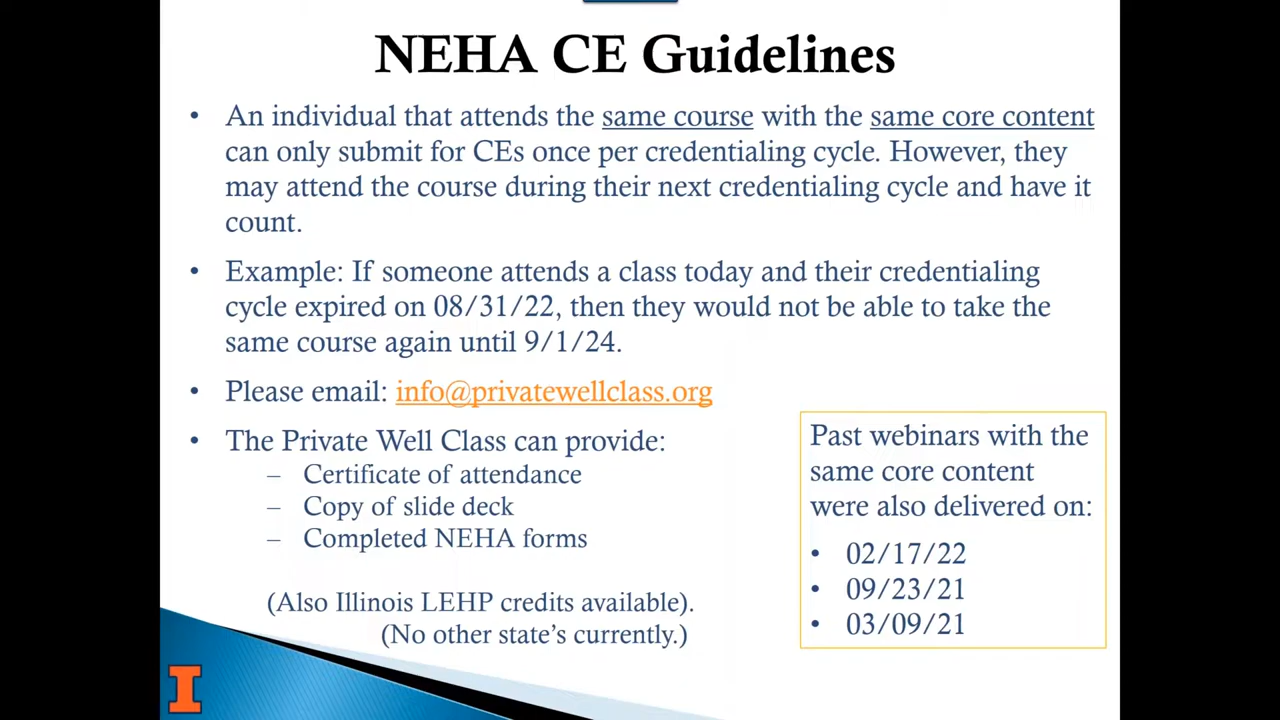 NEHA CE Guidelines
• An individual that attends the same course with the same core content
can only submit for CEs once per credentialing cycle. However, they
may attend the course during their next credentialing cycle and have it
count.
• Example: If someone attends a class today and their credentialing
cycle expired on 08/31/22, then they would not be able to take the
same course again until 9/1/24.
• Please email: info@privatewellclass.org
• The Private Well Class can provide:
– Certificate of attendance
– Copy of slide deck
– Completed NEHA forms
(Also Illinois LEHP credits available).
(No other state's currently.)
Past webinars with the
same core content
were also delivered on:
• 02/17/22
• 09/23/21
• 03/09/21
I